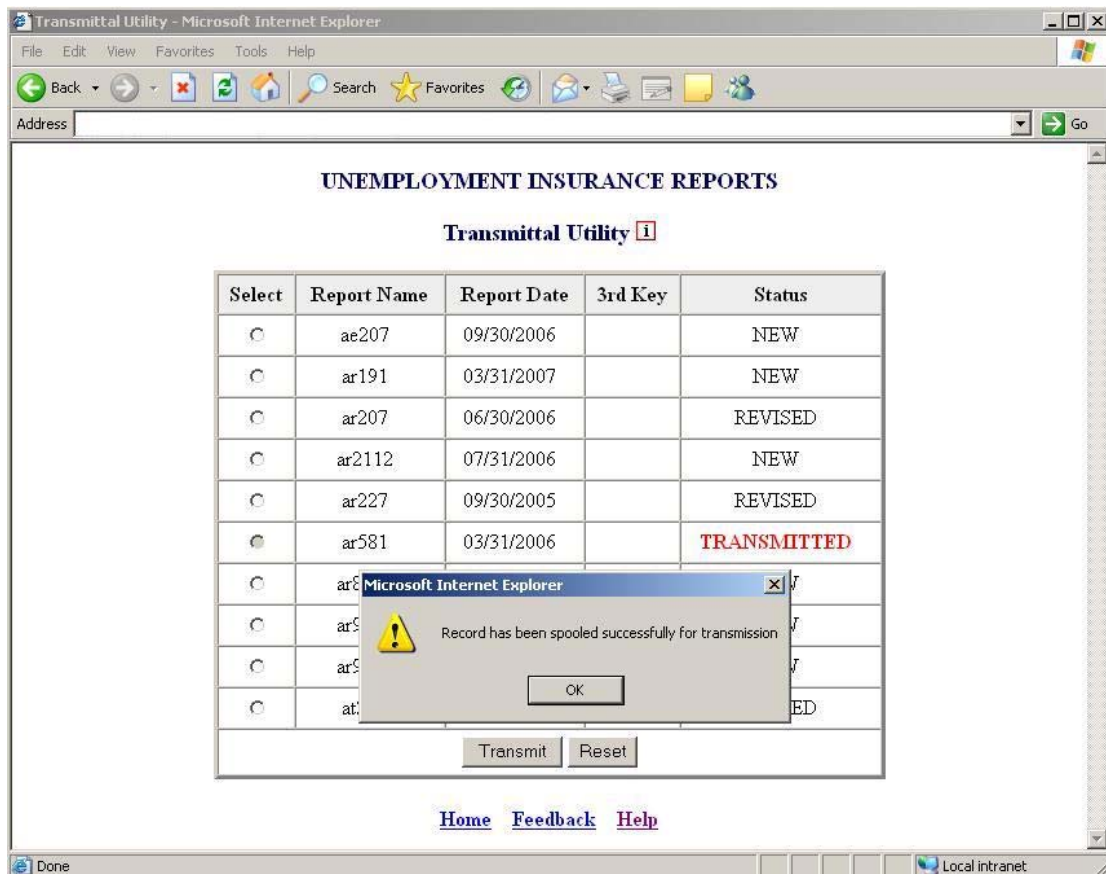 Transmittal Utility - Microsoft Internet Explorer
File Edit View Favorites Tools Help
Back Search Favorites
Address Go
UNEMPLOYMENT INSURANCE REPORTS
Transmittal Utility i
Select Report Name Report Date 3rd Key Status
ae207 09/30/2006 NEW
ar191 03/31/2007 NEW
ar207 06/30/2006 REVISED
ar2112 07/31/2006 NEW
ar227 09/30/2005 REVISED
ar581 03/31/2006 TRANSMITTED
Microsoft Internet Explorer
Record has been spooled successfully for transmission
OK
Transmit Reset
Home Feedback Help
Done Local intranet